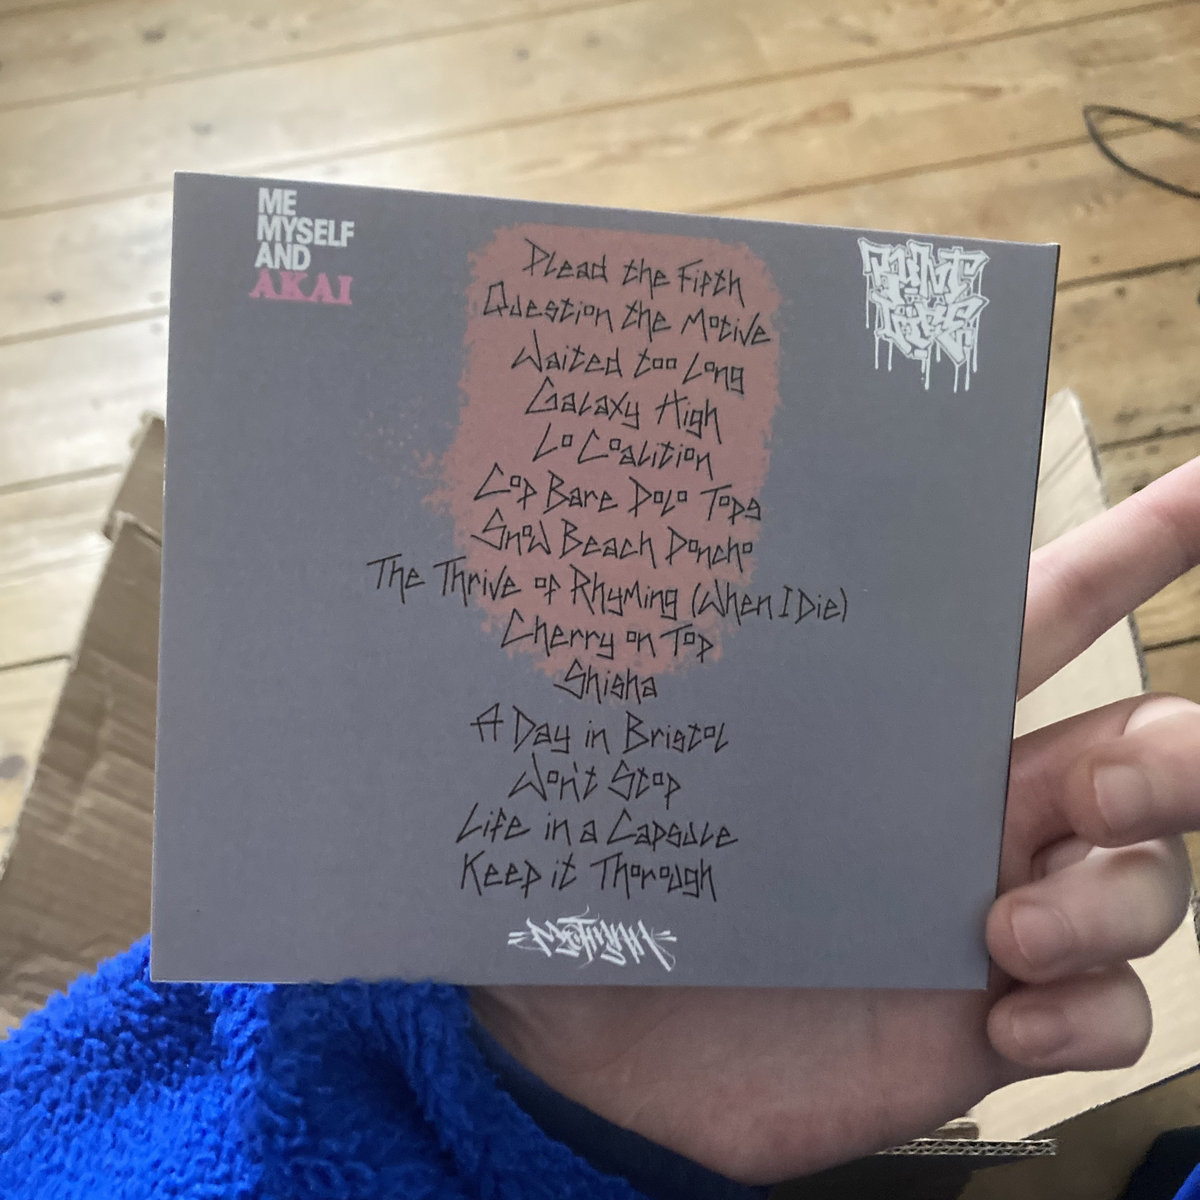 ME
MYSELF
AND
AKAI
Plead the Fifth
Question the Motive
Waited too Long
Galaxy High
Lo Coalition
Cop Bare Polo Tops
Snow Beach Poncho
The Thrive of Rhyming (When I Die)
Cherry on Top
Shisha
A Day in Bristol
Won't Stop
Life in a Capsule
Keep it Thorough